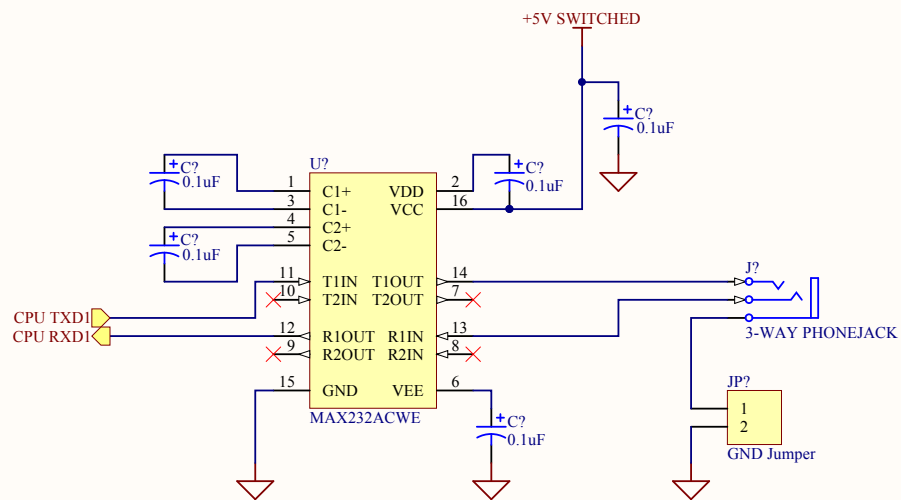 +5V SWITCHED
C?
0.1uF
U?
C?
0.1uF
C?
0.1uF
1 C1+ VDD 2
3 C1- VCC 16
4 C2+
5 C2-
C?
0.1uF
11 T1IN T1OUT 14
10 T2IN T2OUT 7
J?
CPU TXD1
CPU RXD1
12 R1OUT R1IN 13
9 R2OUT R2IN 8
3-WAY PHONEJACK
15 GND VEE 6
MAX232ACWE
C?
0.1uF
JP?
1
2
GND Jumper